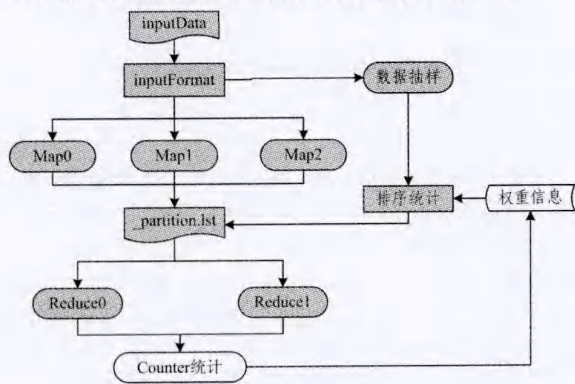 inputData
inputFormat
数据抽样
Map0
Map1
Map2
排序统计
权重信息
_partition.lst
Reduce0
Reduce1
Counter统计